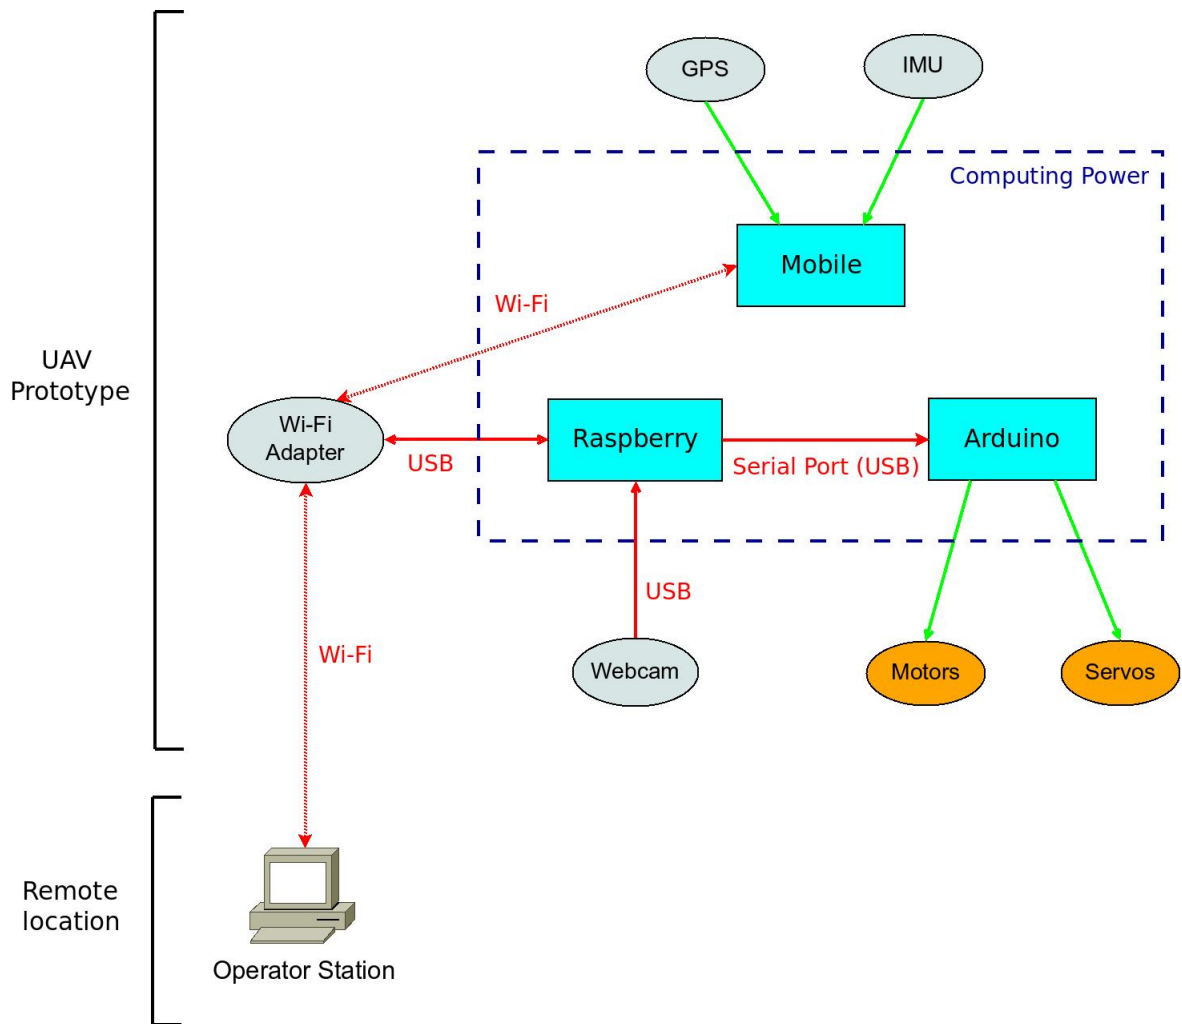 GPS
IMU
Computing Power
Mobile
Wi-Fi
UAV
Prototype
Wi-Fi
Adapter
USB
Raspberry
Serial Port (USB)
Arduino
USB
Wi-Fi
Webcam
Motors
Servos
Remote
location
Operator Station